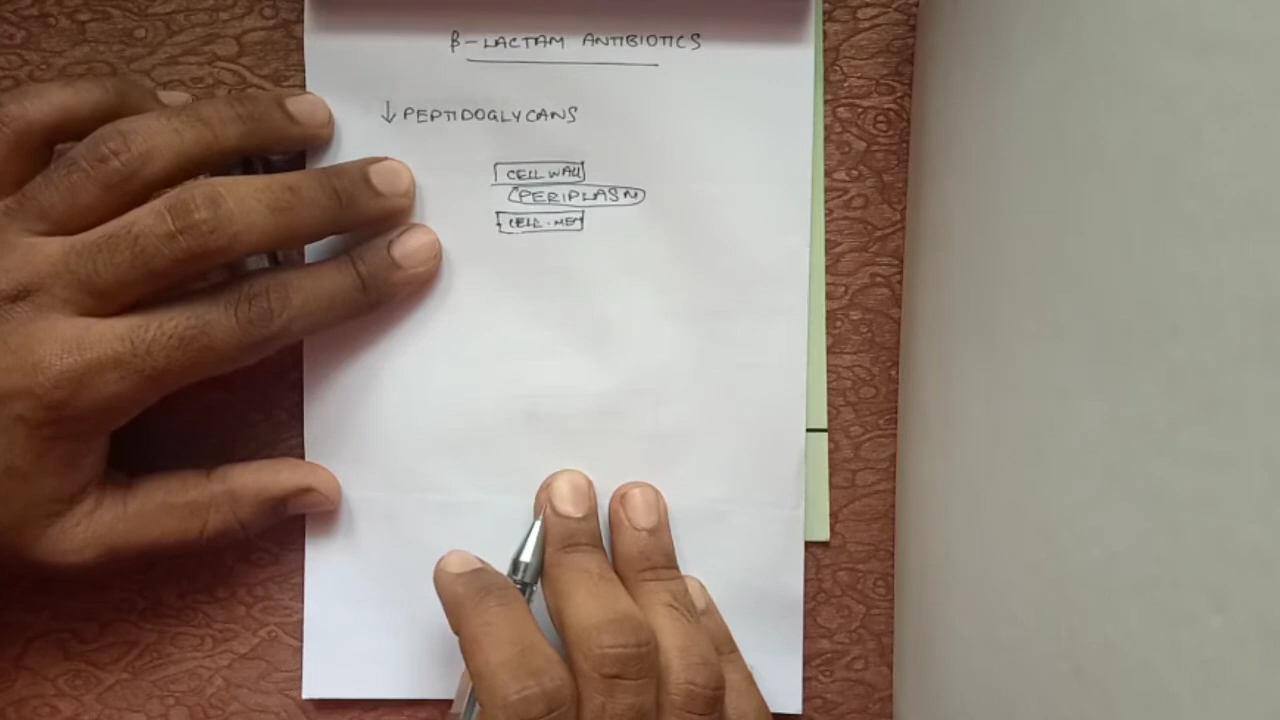 β-LACTAM ANTIBIOTICS
↓ PEPTIDOGLYCANS
CELL WALL
PERIPLASM
CELL.MEM